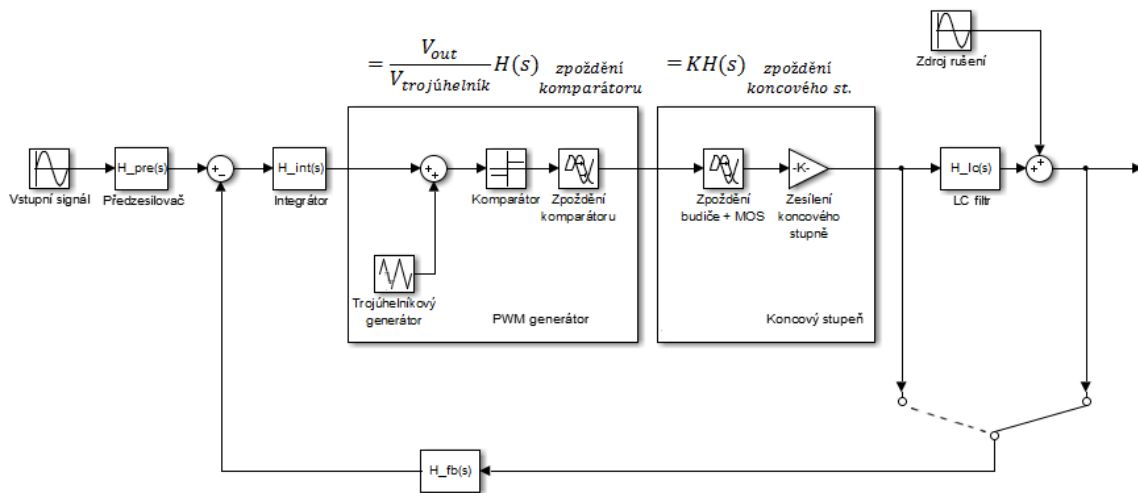 Zdroj rušení
= V_out / V_trojúhelník H(s) zpoždění komparátoru
= KH(s) zpoždění koncového st.
H_pre(s)
H_int(s)
-K-
H_lc(s)
Vstupní signál
Předzesilovač
Integrátor
Komparátor
Zpoždění
komparátoru
Zpoždění
budiče + MOS
Zesílení
koncového
stupně
LC filtr
Trojúhelníkový
generátor
PWM generátor
Koncový stupeň
H_fb(s)